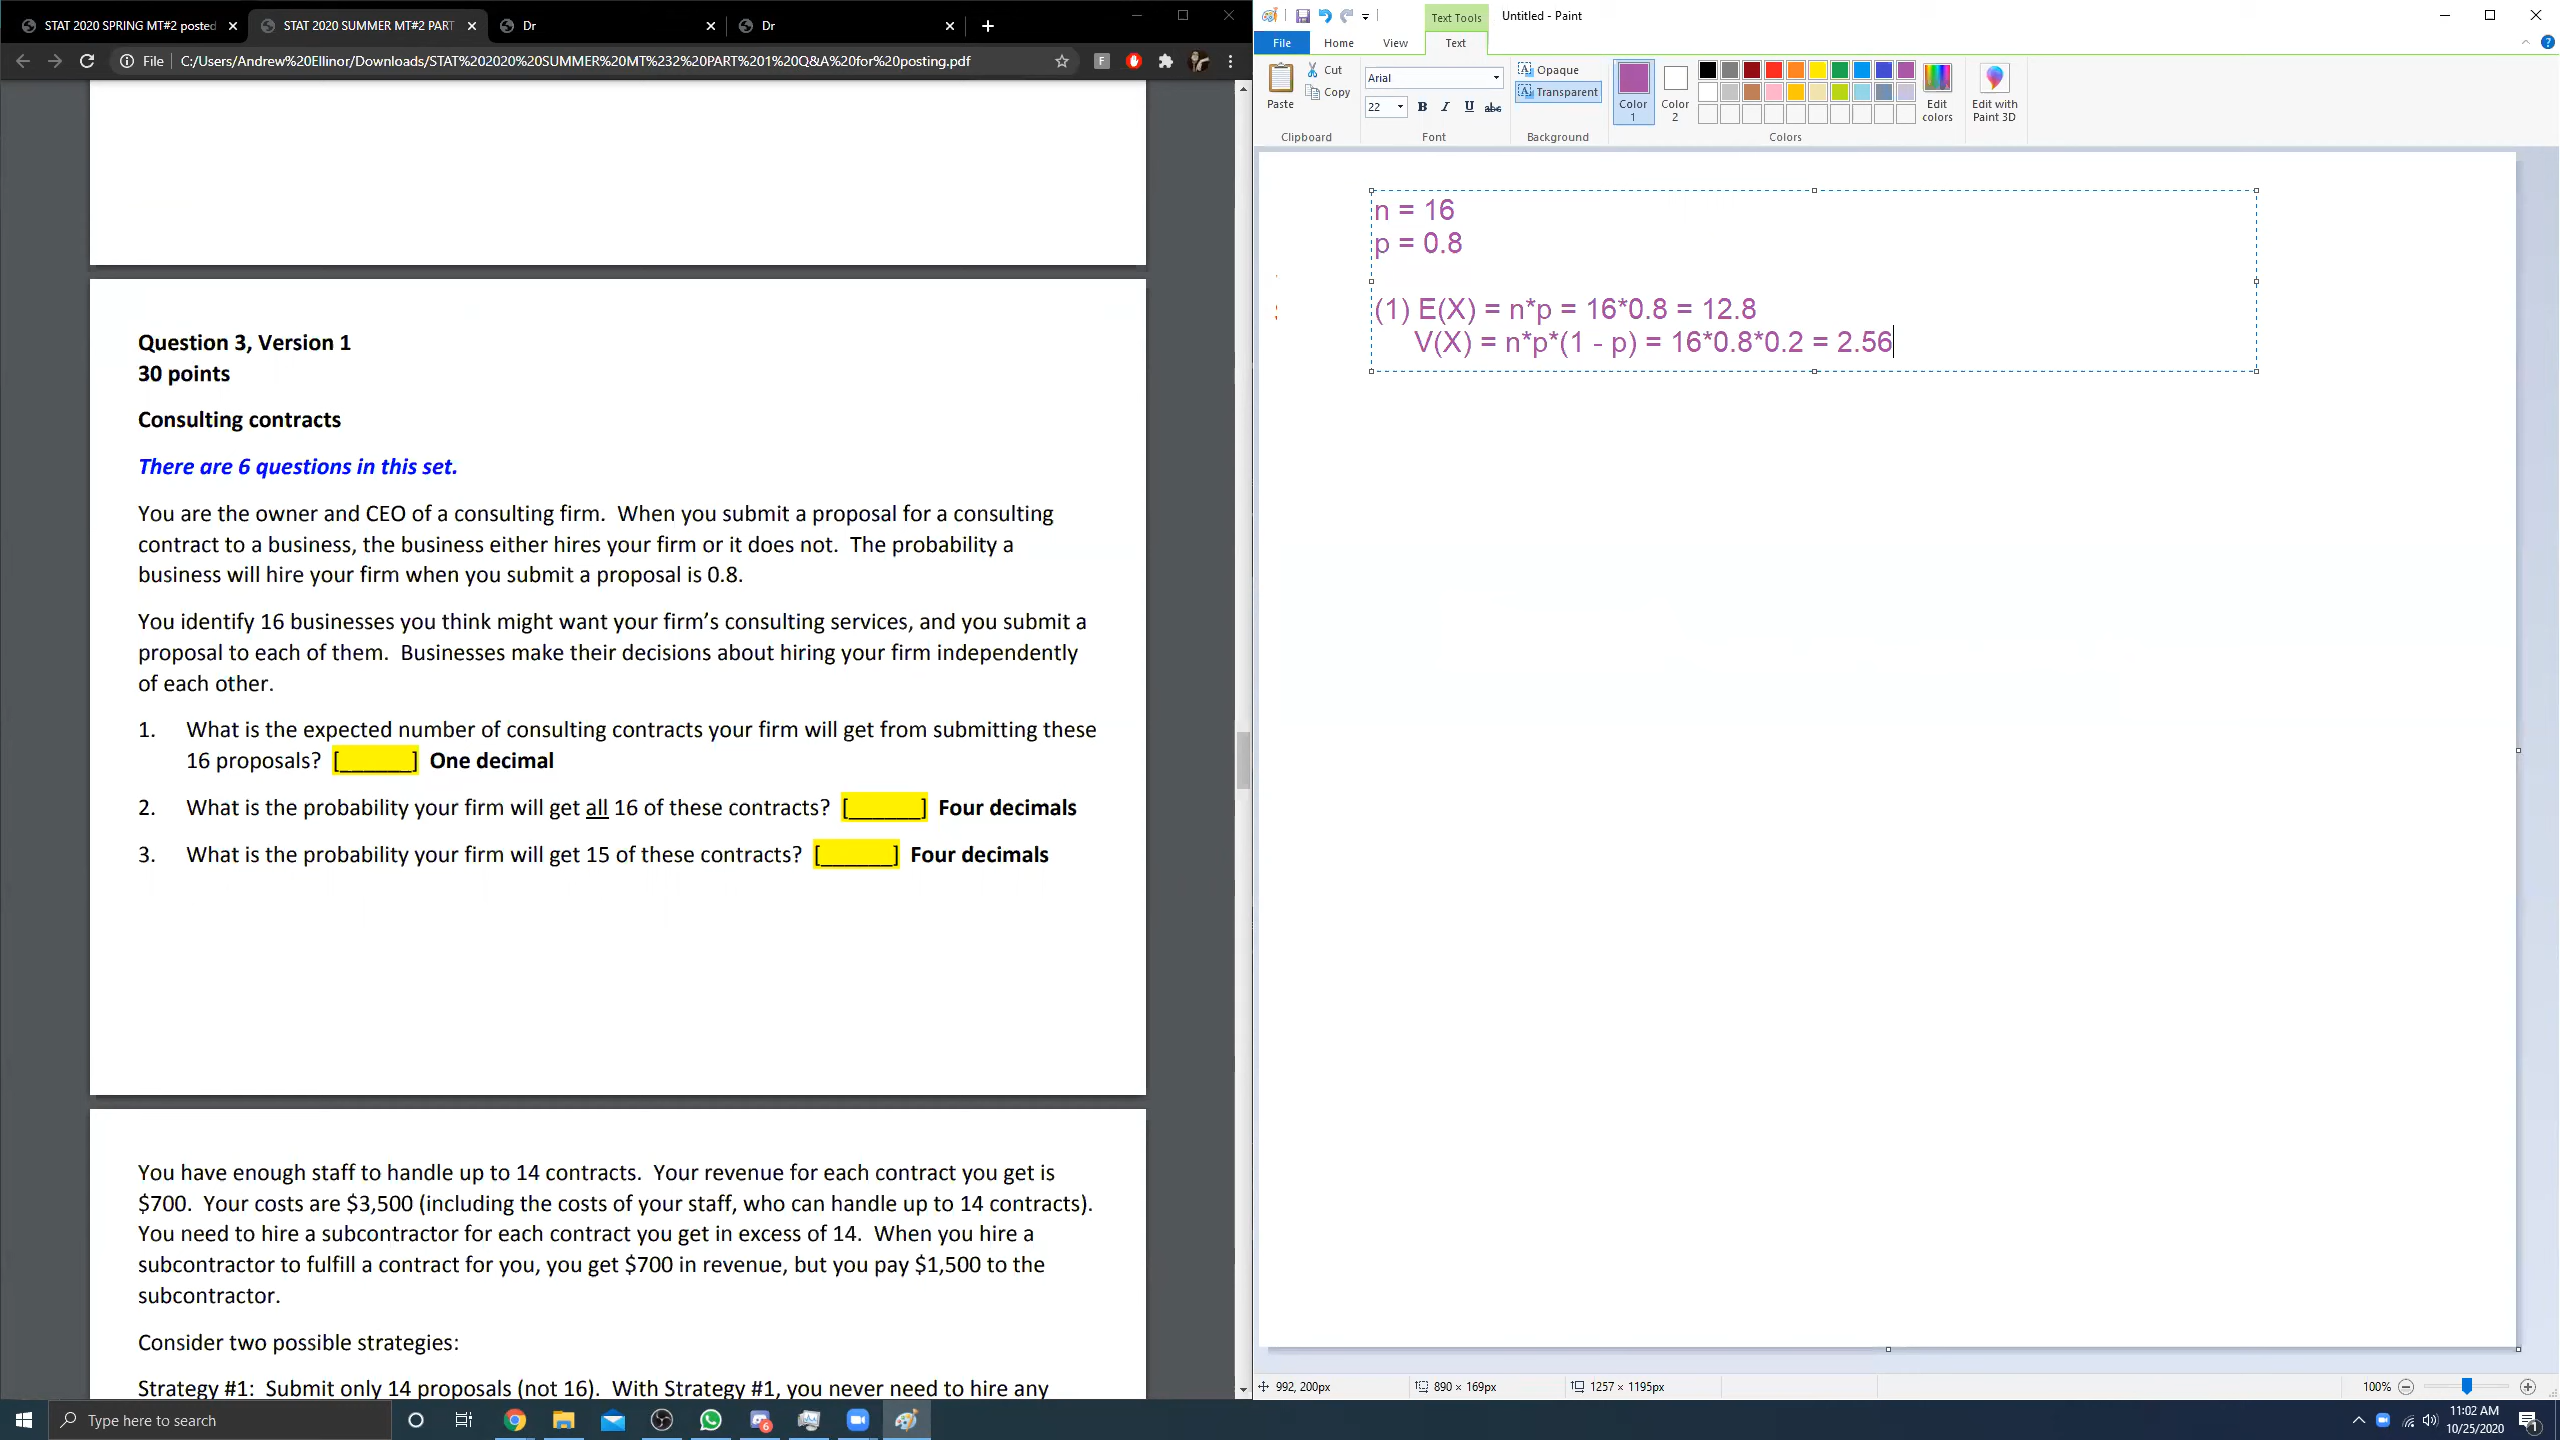 STAT 2020 SPRING MT#2 posted
STAT 2020 SUMMER MT#2 PART
Dr
Dr
File
C:/Users/Andrew%20Ellinor/Downloads/STAT%202020%20SUMMER%20MT%232%20PART%201%20Q&A%20for%20posting.pdf
Question 3, Version 1
30 points
Consulting contracts
There are 6 questions in this set.
You are the owner and CEO of a consulting firm. When you submit a proposal for a consulting
contract to a business, the business either hires your firm or it does not. The probability a
business will hire your firm when you submit a proposal is 0.8.
You identify 16 businesses you think might want your firm's consulting services, and you submit a
proposal to each of them. Businesses make their decisions about hiring your firm independently
of each other.
1. What is the expected number of consulting contracts your firm will get from submitting these
16 proposals? [______] One decimal
2. What is the probability your firm will get all 16 of these contracts? [______] Four decimals
3. What is the probability your firm will get 15 of these contracts? [______] Four decimals
You have enough staff to handle up to 14 contracts. Your revenue for each contract you get is
$700. Your costs are $3,500 (including the costs of your staff, who can handle up to 14 contracts).
You need to hire a subcontractor for each contract you get in excess of 14. When you hire a
subcontractor to fulfill a contract for you, you get $700 in revenue, but you pay $1,500 to the
subcontractor.
Consider two possible strategies:
Strategy #1: Submit only 14 proposals (not 16). With Strategy #1, you never need to hire any
Text Tools
Untitled - Paint
File
Home
View
Text
Paste
Cut
Copy
Clipboard
Arial
22
B I U abc
Font
Opaque
Transparent
Background
Color
1
Color
2
Edit
colors
Colors
Edit with
Paint 3D
n = 16
p = 0.8
(1) E(X) = n*p = 16*0.8 = 12.8
V(X) = n*p*(1 - p) = 16*0.8*0.2 = 2.56
992, 200px
890 × 169px
1257 × 1195px
100%
Type here to search
6
11:02 AM
10/25/2020
1